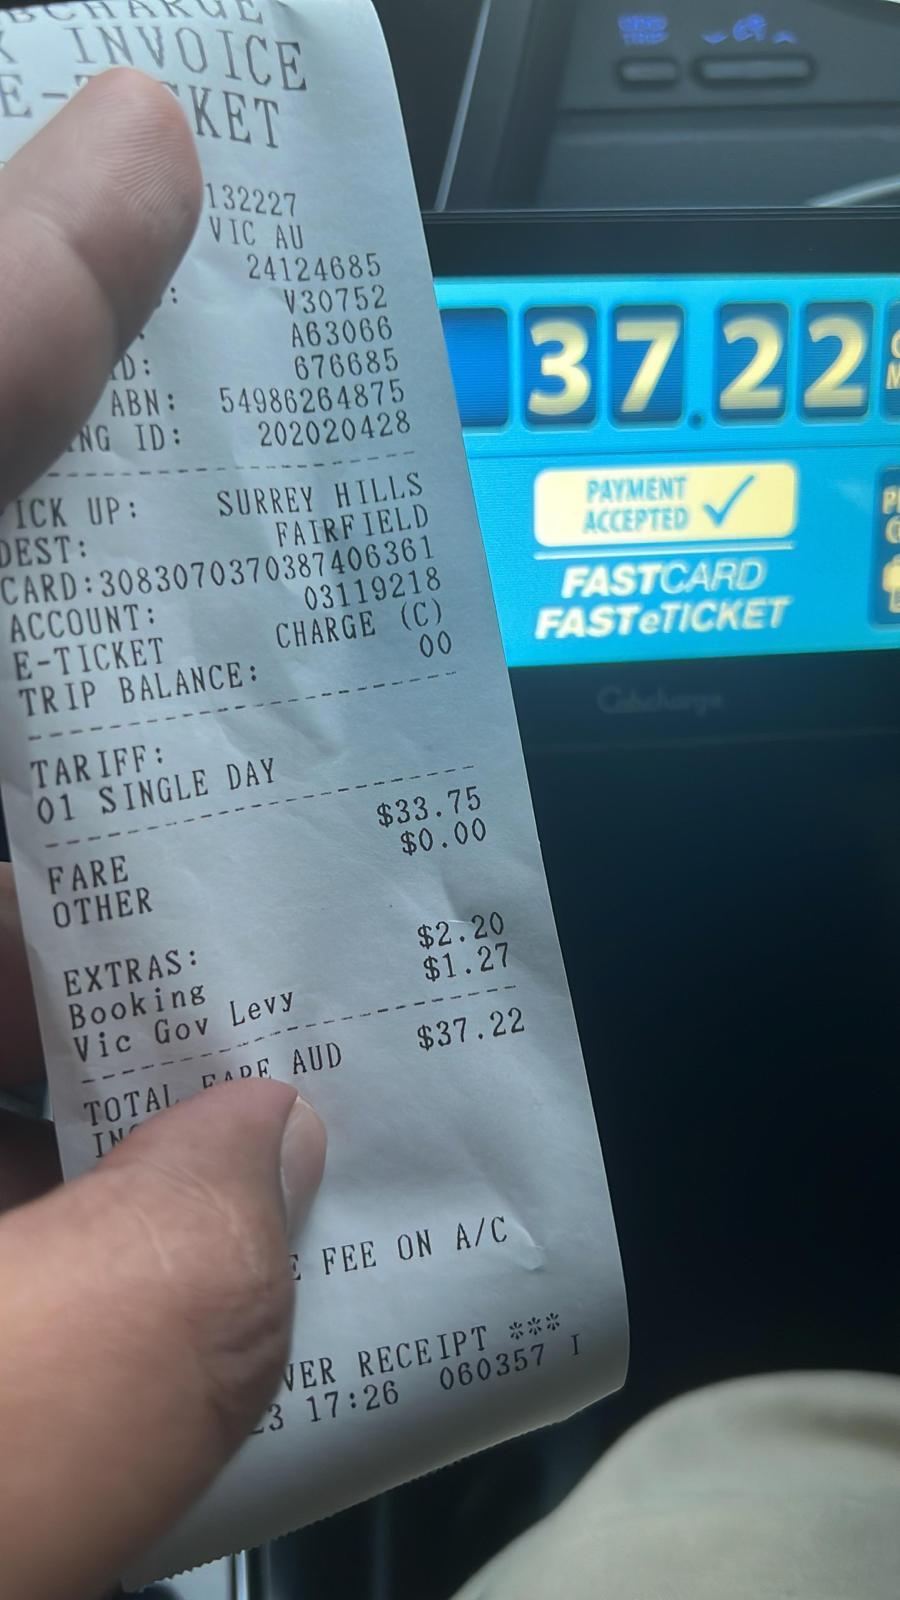 INVOICE
132227
VIC AU
24124685
V30752
A63066
D: 676685
ABN: 54986264875
NG ID: 202020428
ICK UP: SURREY HILLS
DEST: FAIRFIELD
CARD:3083070370387406361
ACCOUNT: 03119218
E-TICKET CHARGE (C)
TRIP BALANCE: 00
TARIFF:
01 SINGLE DAY
FARE $33.75
OTHER $0.00
EXTRAS:
Booking $2.20
Vic Gov Levy $1.27
TOTAL FARE AUD $37.22
FEE ON A/C
VER RECEIPT ***
17:26 060357 I
37.22
PAYMENT
ACCEPTED
FASTCARD
FASTeTICKET
Cabcharge